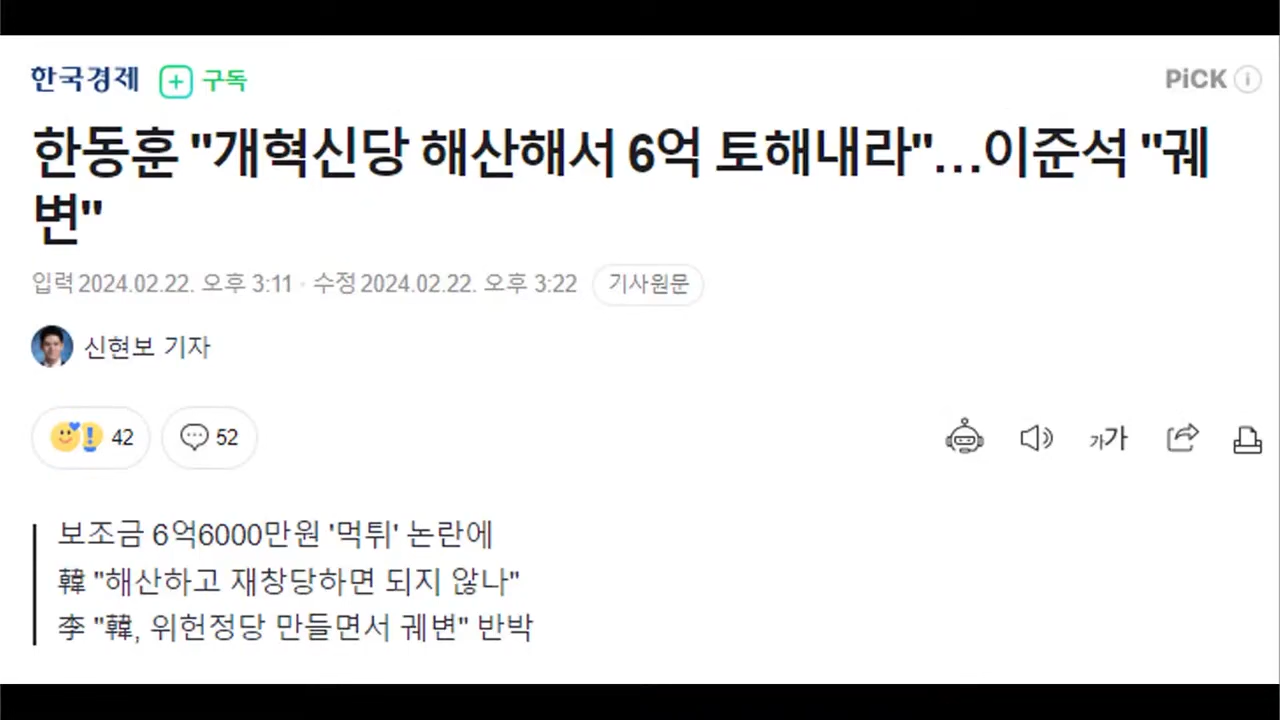 한국경제 구독 PiCK
한동훈 "개혁신당 해산해서 6억 토해내라"…이준석 "궤
변"
입력 2024.02.22. 오후 3:11 · 수정 2024.02.22. 오후 3:22 기사원문
신현보 기자
42 52 가가
보조금 6억6000만원 '먹튀' 논란에
韓 "해산하고 재창당하면 되지 않나"
李 "韓, 위헌정당 만들면서 궤변" 반박